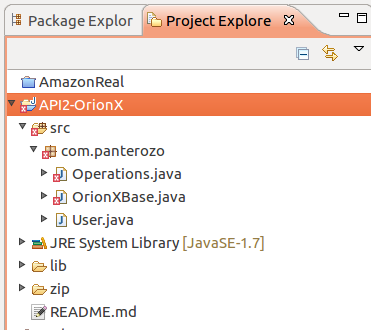 Package Explor Project Explore
AmazonReal
API2-OrionX
src
com.panterozo
Operations.java
OrionXBase.java
User.java
JRE System Library [JavaSE-1.7]
lib
zip
README.md